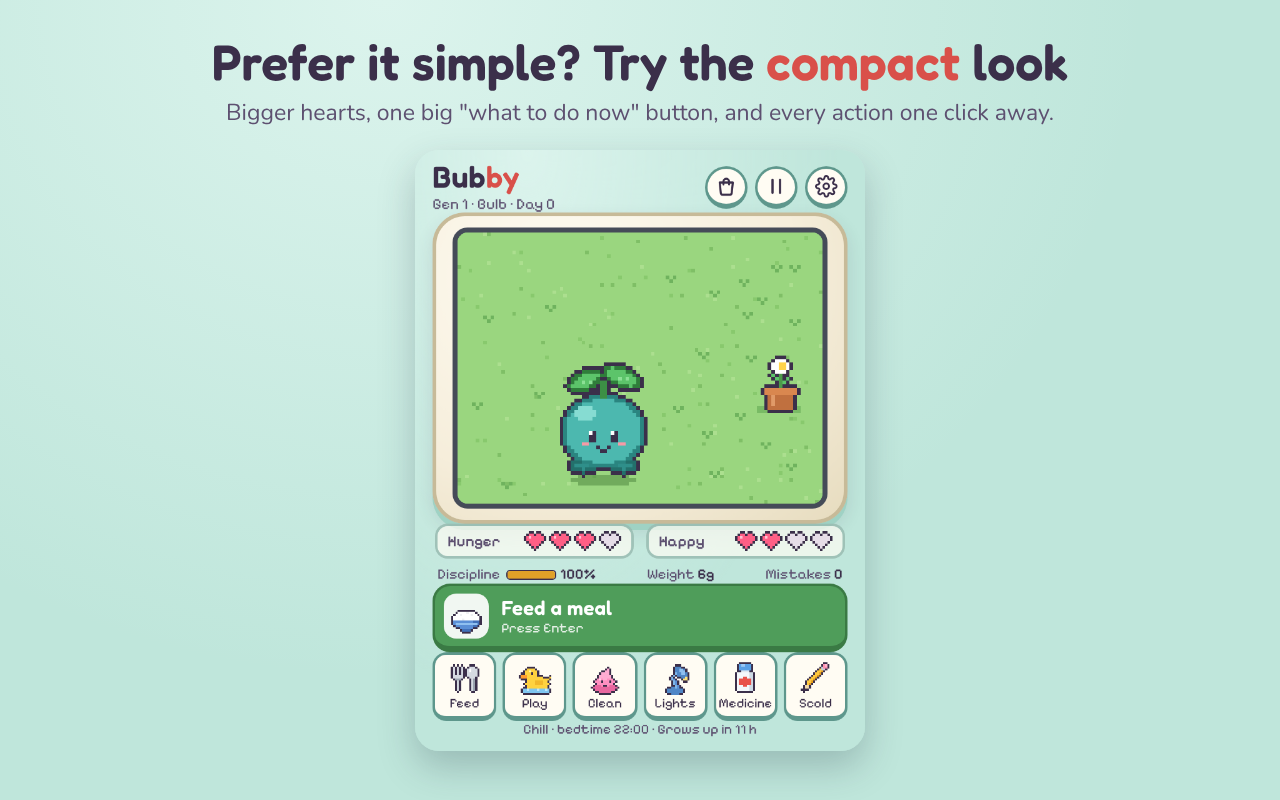 Prefer it simple? Try the compact look
Bigger hearts, one big "what to do now" button, and every action one click away.
Bubby
Gen 1 · Bulb · Day 0
Hunger
Happy
Discipline 100% Weight 6g Mistakes 0
Feed a meal
Press Enter
Feed Play Clean Lights Medicine Scold
Chill · bedtime 22:00 · Grows up in 11 h